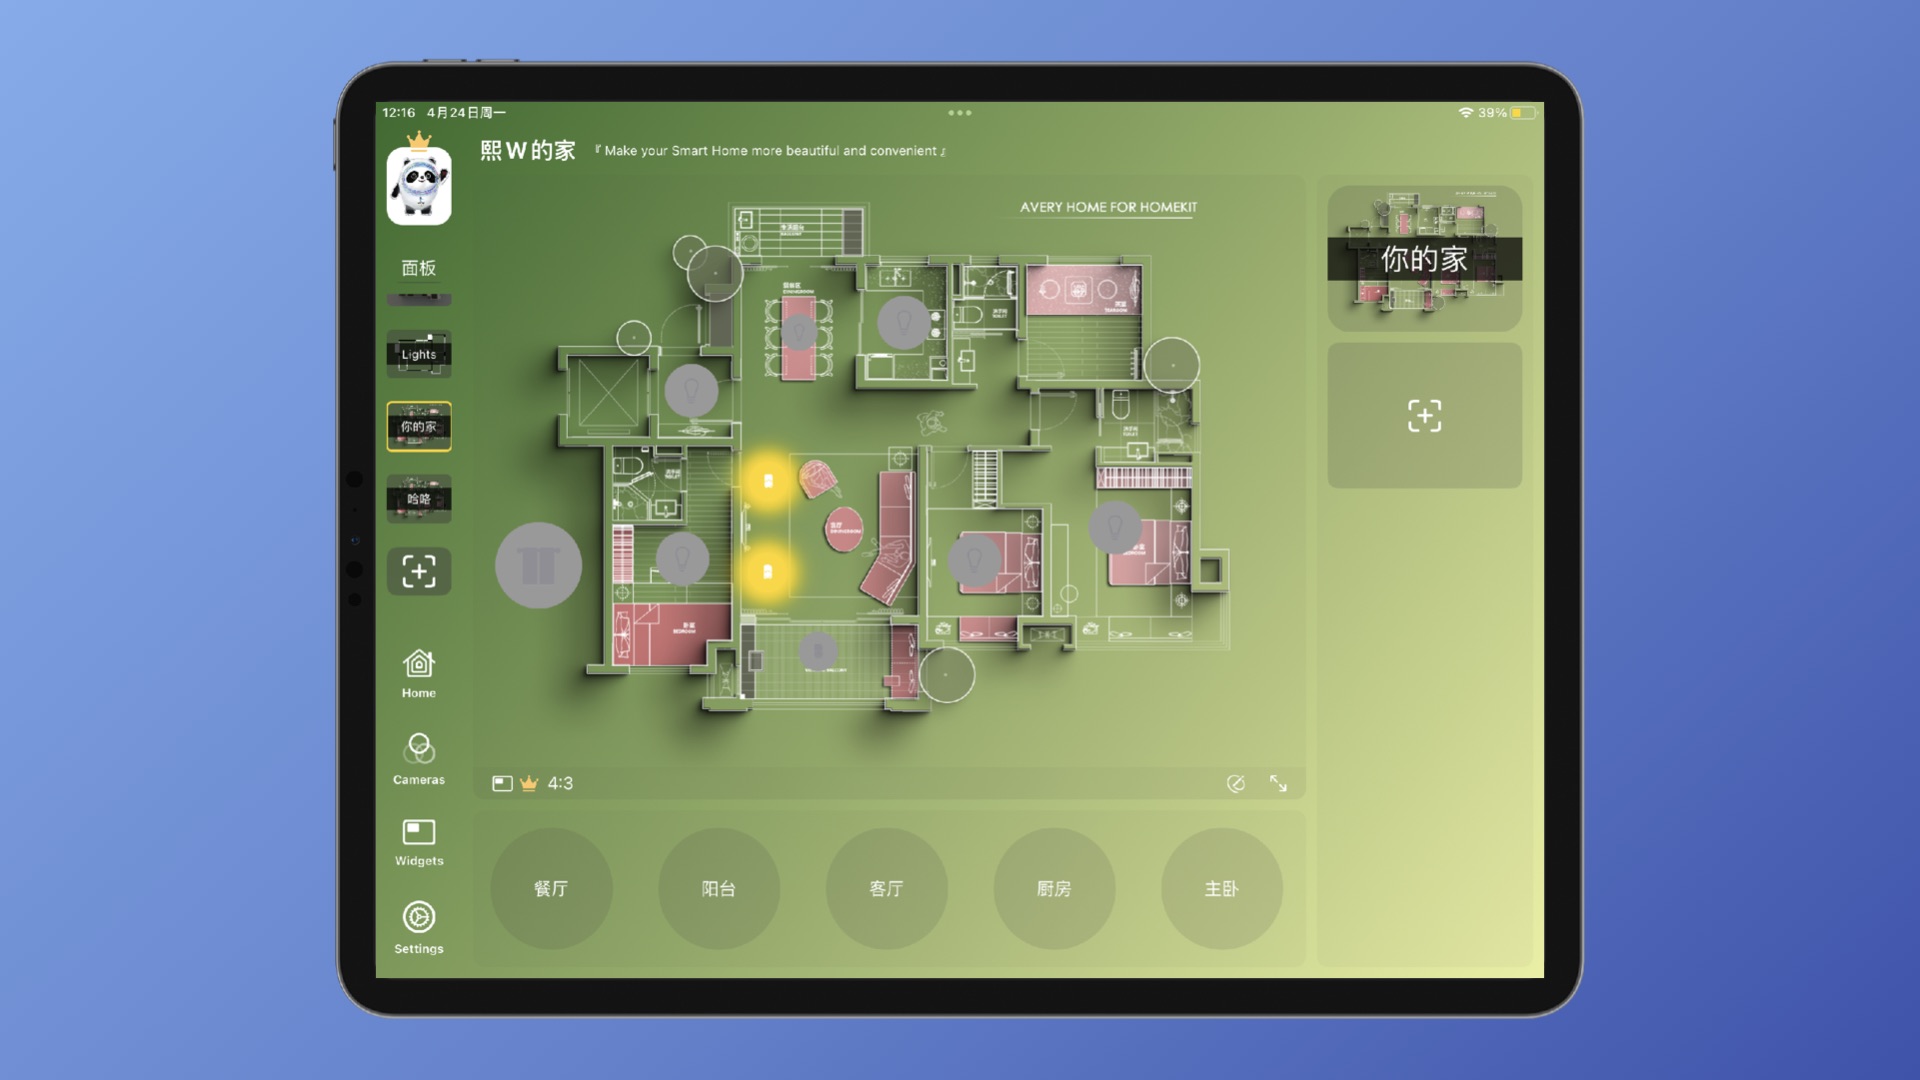 12:16 4月24日周一
39%
熙W的家
『 Make your Smart Home more beautiful and convenient 』
面板
Lights
你的家
哈咯
Home
Cameras
Widgets
Settings
AVERY HOME FOR HOMEKIT
4:3
餐厅
阳台
客厅
厨房
主卧
你的家